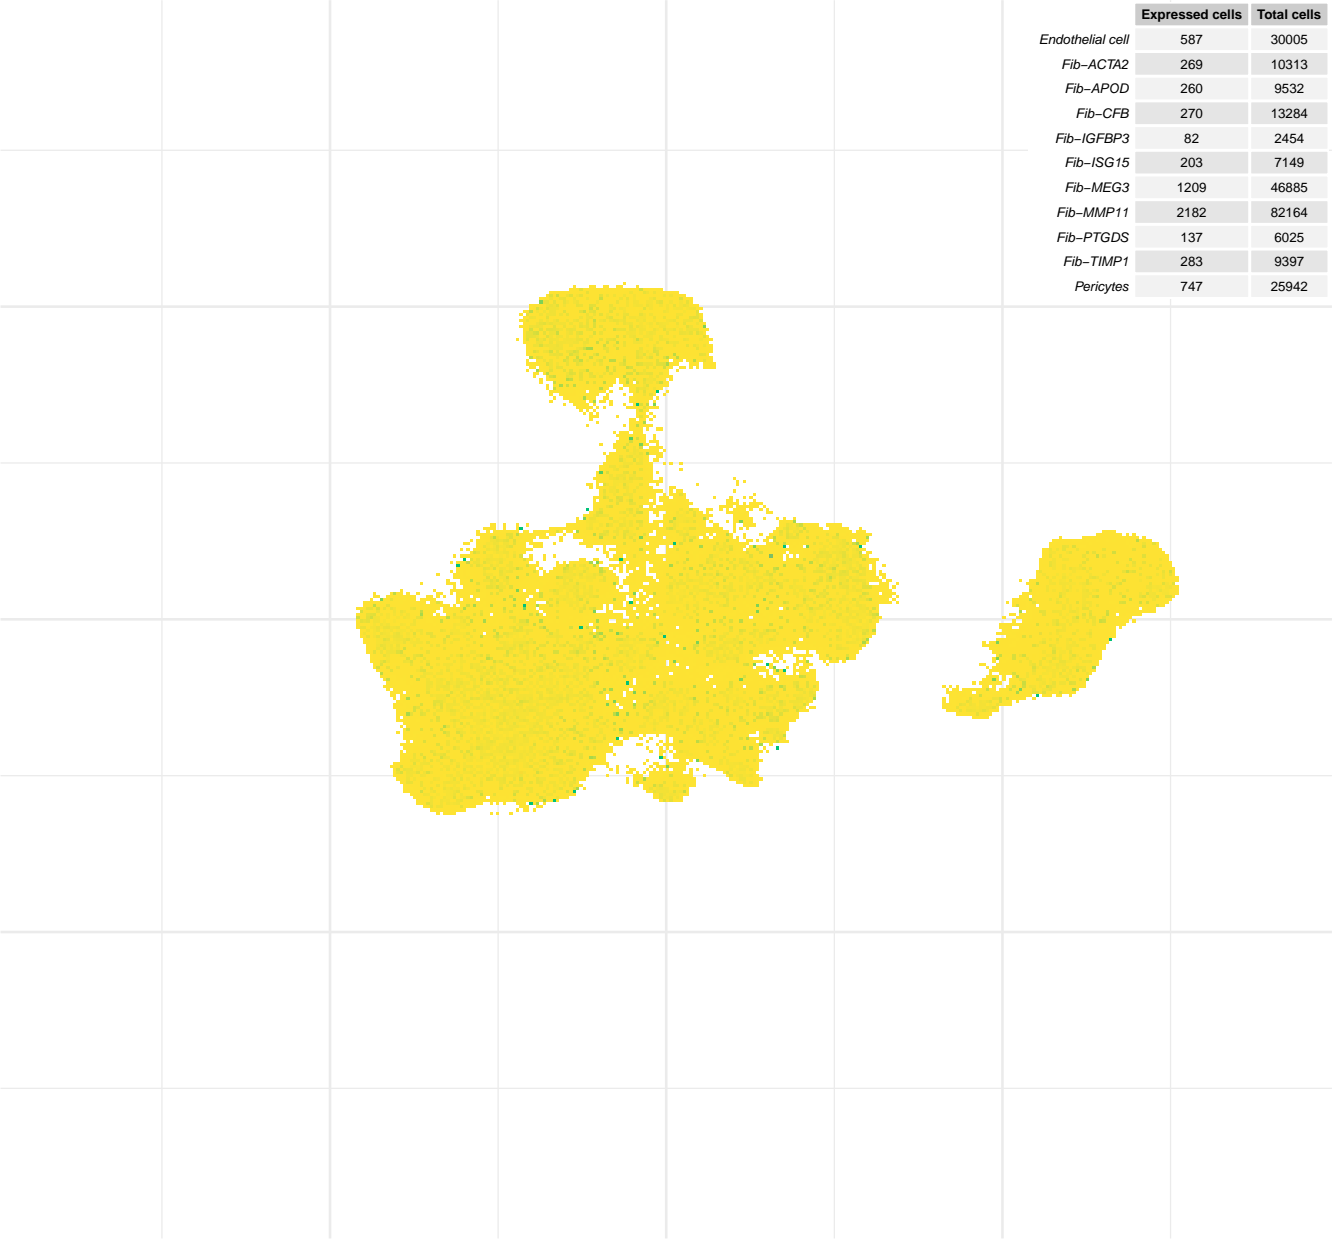 Expressed cells Total cells
Endothelial cell 587 30005
Fib−ACTA2 269 10313
Fib−APOD 260 9532
Fib−CFB 270 13284
Fib−IGFBP3 82 2454
Fib−ISG15 203 7149
Fib−MEG3 1209 46885
Fib−MMP11 2182 82164
Fib−PTGDS 137 6025
Fib−TIMP1 283 9397
Pericytes 747 25942